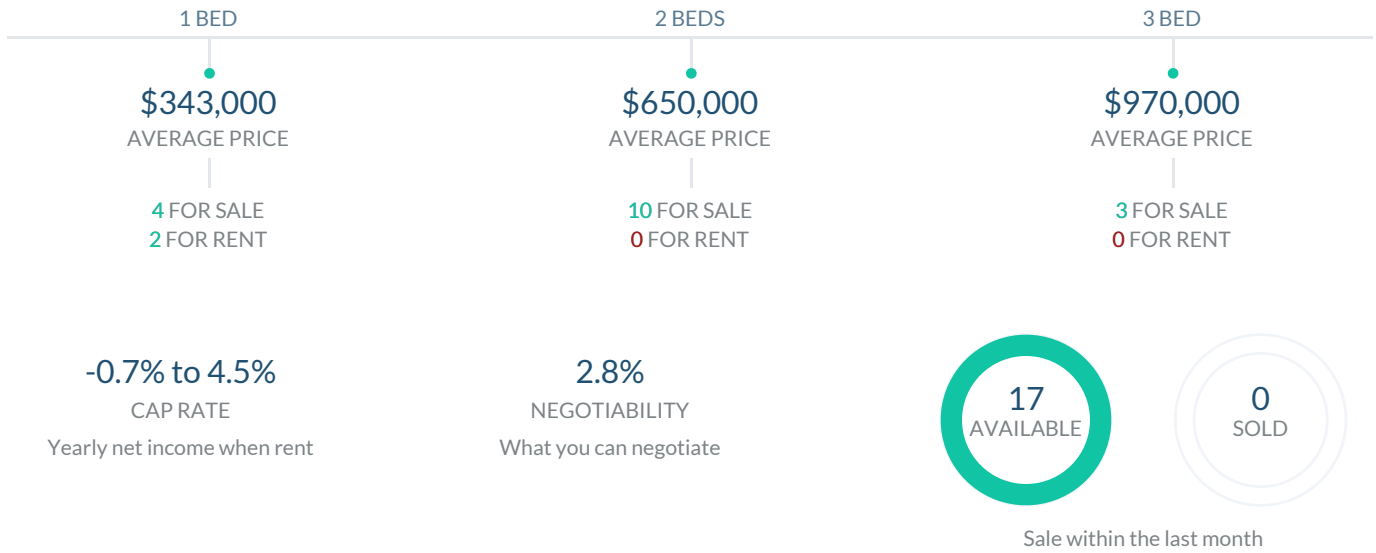 1 BED
$343,000
AVERAGE PRICE
4 FOR SALE
2 FOR RENT
2 BEDS
$650,000
AVERAGE PRICE
10 FOR SALE
0 FOR RENT
3 BED
$970,000
AVERAGE PRICE
3 FOR SALE
0 FOR RENT
-0.7% to 4.5%
CAP RATE
Yearly net income when rent
2.8%
NEGOTIABILITY
What you can negotiate
17
AVAILABLE
0
SOLD
Sale within the last month